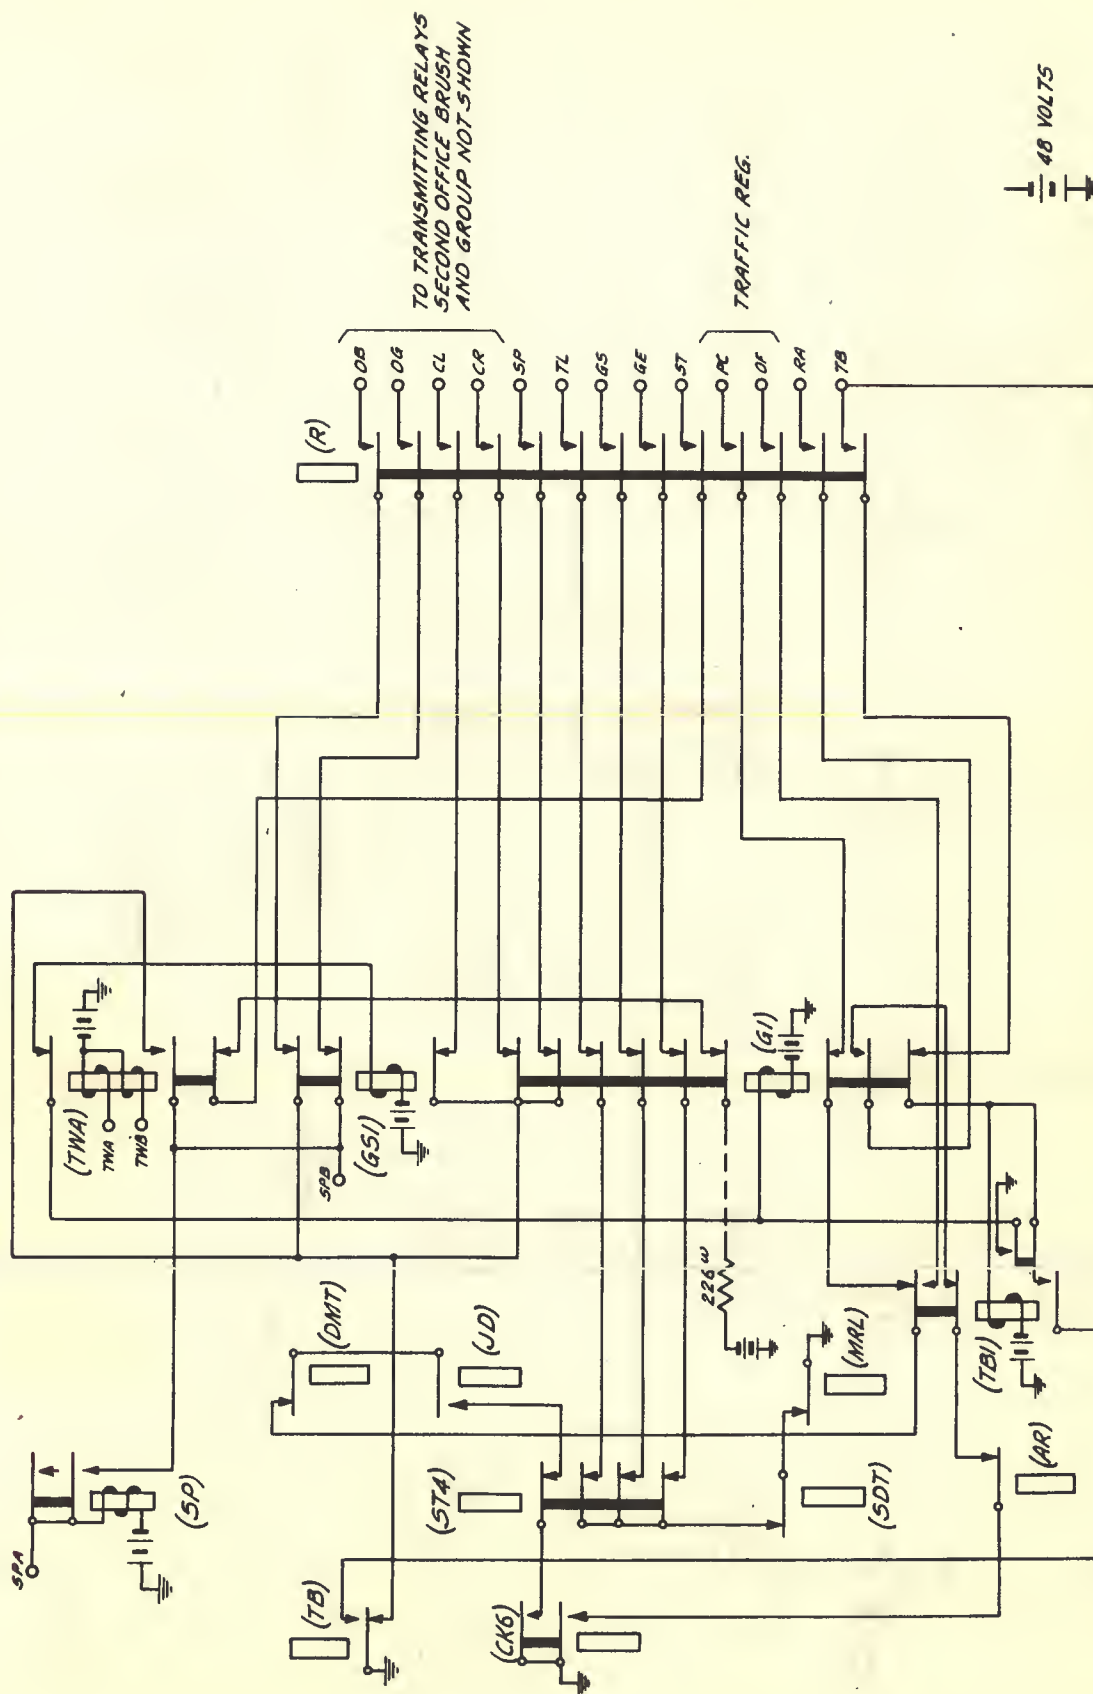 TO TRANSMITTING RELAYS
SECOND OFFICE BRUSH
AND GROUP NOT SHOWN
TRAFFIC REG.
48 VOLTS
(R)
OB
OG
CL
CR
SP
TL
GS
GE
ST
PC
OF
RA
TB
(TWA)
TWA
TWB
(GS1)
SPB
(G1)
226 ω
(DMT)
(JD)
(MRL)
(TB1)
(SP)
SPA
(ST4)
(SDT)
(AR)
(TB)
(CK6)